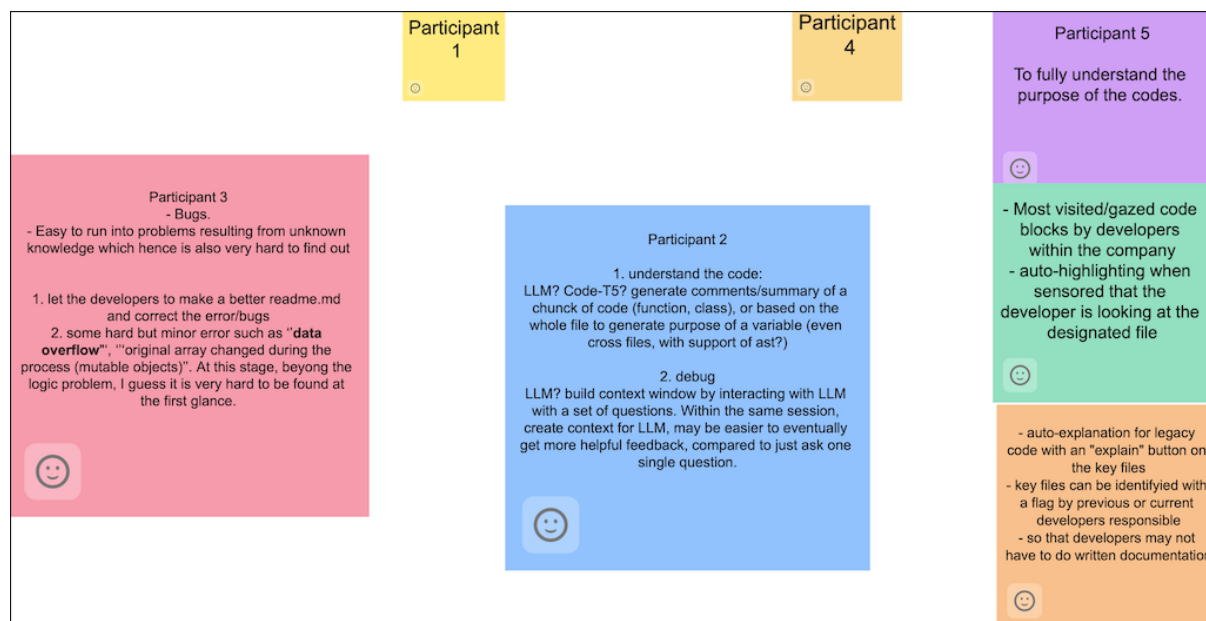 Participant
1
Participant
4
Participant 5
To fully understand the
purpose of the codes.
Participant 3
- Bugs.
- Easy to run into problems resulting from unknown
knowledge which hence is also very hard to find out
1. let the developers to make a better readme.md
and correct the error/bugs
2. some hard but minor error such as "data
overflow"', '"original array changed during the
process (mutable objects)". At this stage, beyong the
logic problem, I guess it is very hard to be found at
the first glance.
Participant 2
1. understand the code:
LLM? Code-T5? generate comments/summary of a
chunck of code (function, class), or based on the
whole file to generate purpose of a variable (even
cross files, with support of ast?)
2. debug
LLM? build context window by interacting with LLM
with a set of questions. Within the same session,
create context for LLM, may be easier to eventually
get more helpful feedback, compared to just ask one
single question.
- Most visited/gazed code
blocks by developers
within the company
- auto-highlighting when
sensored that the
developer is looking at the
designated file
- auto-explanation for legacy
code with an "explain" button on
the key files
- key files can be identifyied with
a flag by previous or current
developers responsible
- so that developers may not
have to do written documentation